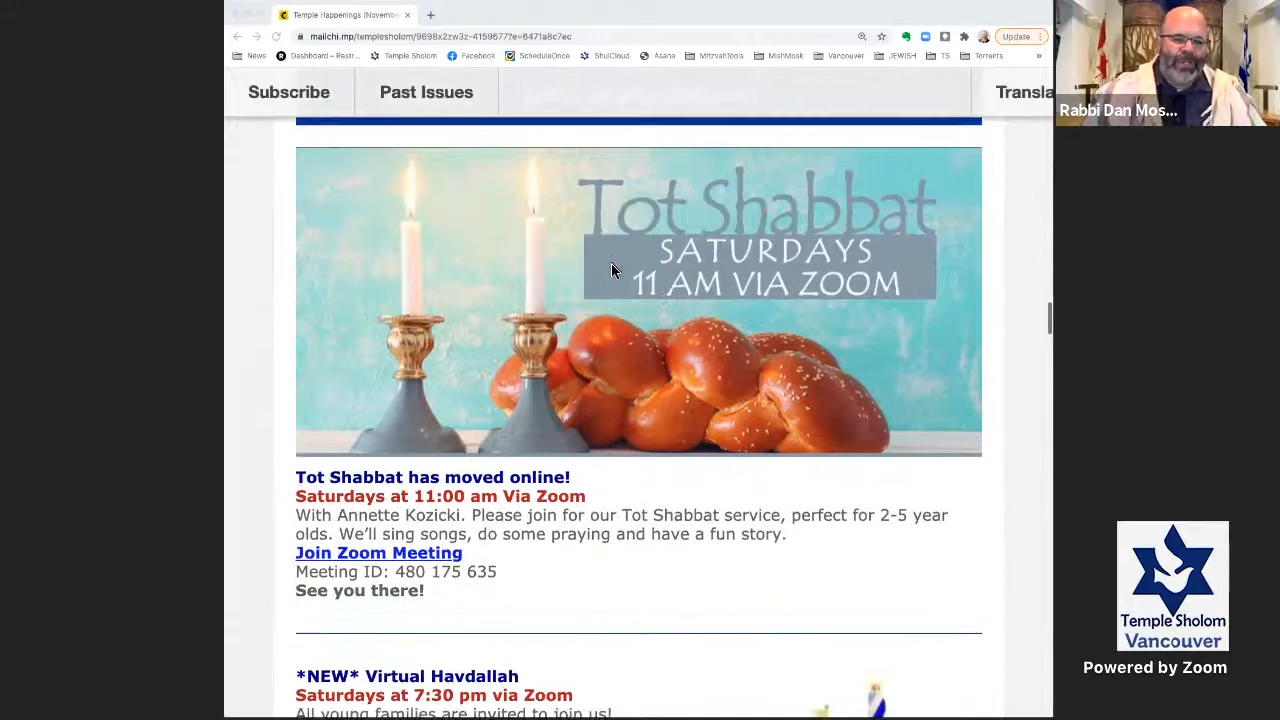 Temple Happenings (Novembe
mailchi.mp/templesholom/9698x2zw3z-4159677?e=6471a8c7ec
Update
News
Dashboard – Restr...
Temple Sholom
Facebook
ScheduleOnce
ShulCloud
Asana
MitzvahTools
MishMosk
Vancouver
JEWISH
TS
Torrents
»
Subscribe
Past Issues
Transla
Rabbi Dan Mos...
Tot Shabbat
SATURDAYS
11 AM VIA ZOOM
Tot Shabbat has moved online!
Saturdays at 11:00 am Via Zoom
With Annette Kozicki. Please join for our Tot Shabbat service, perfect for 2-5 year
olds. We’ll sing songs, do some praying and have a fun story.
Join Zoom Meeting
Meeting ID: 480 175 635
See you there!
*NEW* Virtual Havdallah
Saturdays at 7:30 pm via Zoom
All young families are invited to join us!
Temple Sholom
Vancouver
Powered by Zoom